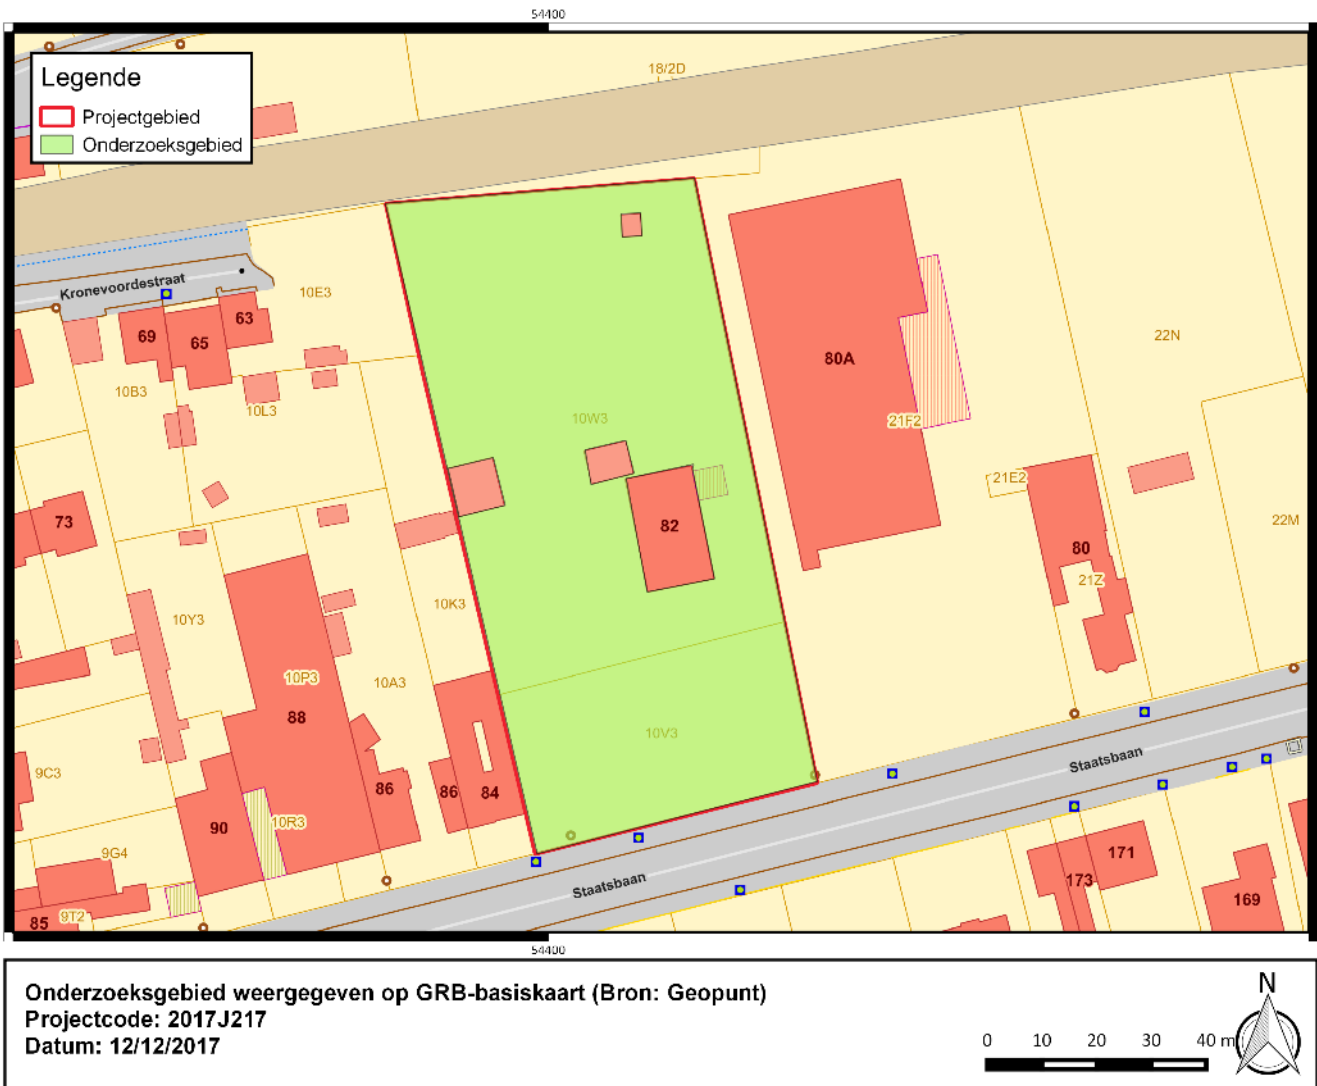 54400
18/2D
Legende
Projectgebied
Onderzoeksgebied
Kronevoordestraat
10E3
63
69
65
80A
22N
10B3
10L3
10W3
21F2
21E2
73
82
22M
80
21Z
10K3
10Y3
10P3
10A3
88
10V3
Staatsbaan
9C3
86
86
84
90
10R3
9G4
Staatsbaan
171
173
169
85
9T2
54400
Onderzoeksgebied weergegeven op GRB-basiskaart (Bron: Geopunt)
Projectcode: 2017J217
Datum: 12/12/2017
0 10 20 30 40 m
N